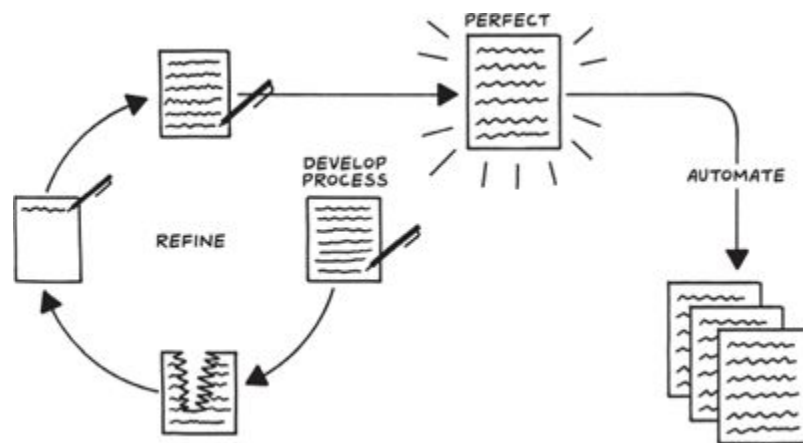 PERFECT
DEVELOP
PROCESS
REFINE
AUTOMATE